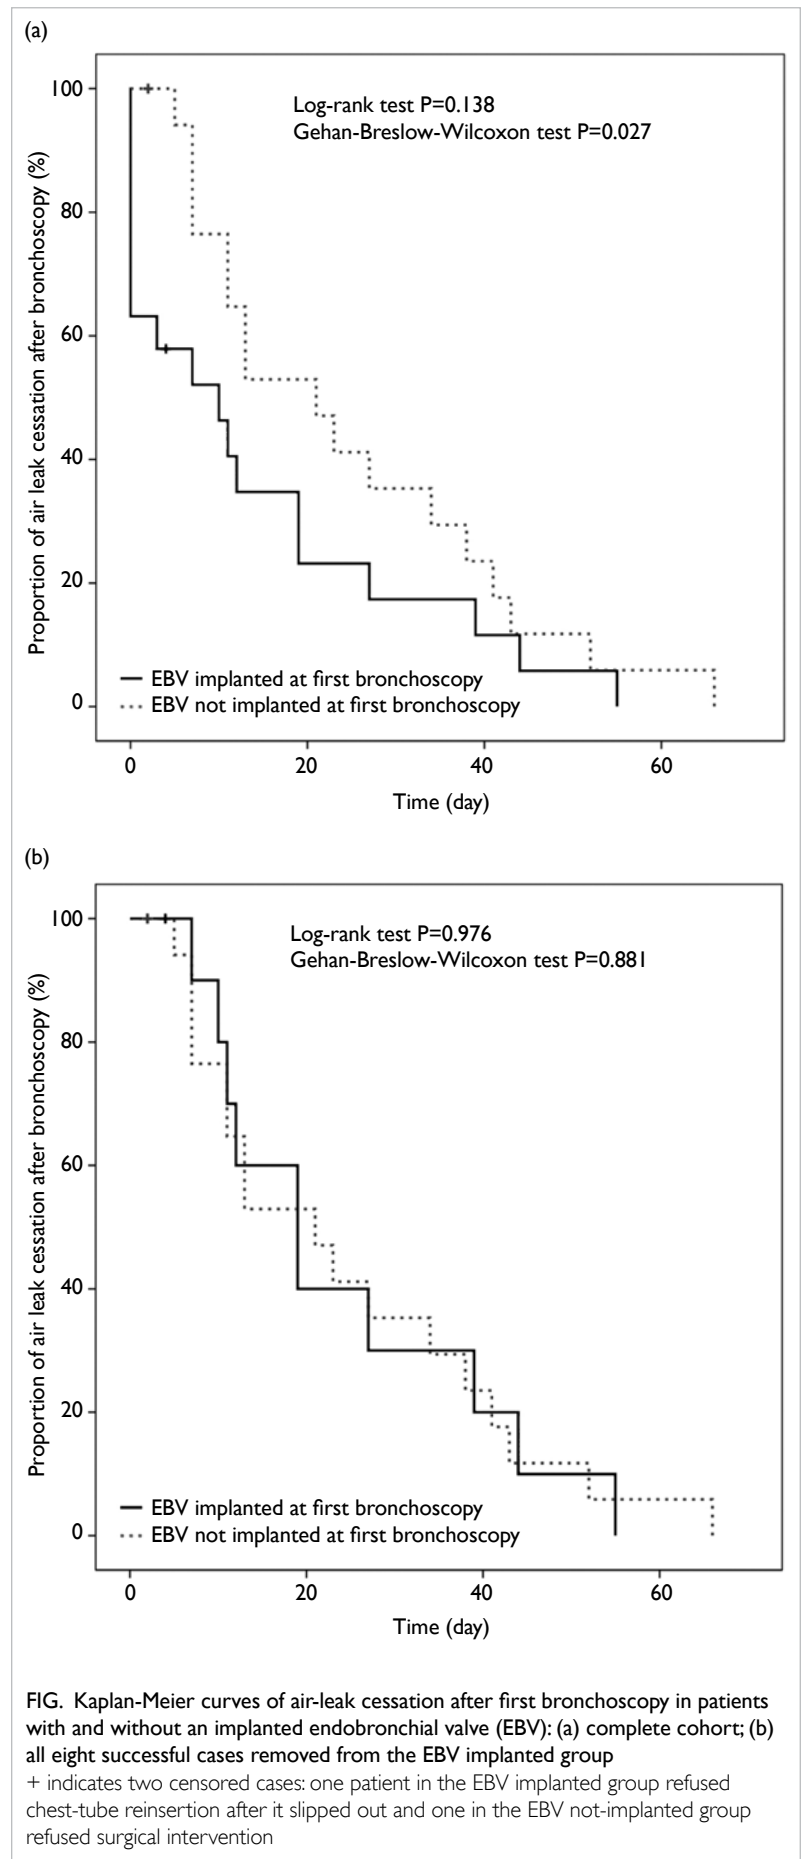 (a)
100
80
60
40
20
0
Proportion of air leak cessation after bronchoscopy (%)
Log-rank test P=0.138
Gehan-Breslow-Wilcoxon test P=0.027
EBV implanted at first bronchoscopy
EBV not implanted at first bronchoscopy
0 20 40 60
Time (day)
(b)
100
80
60
40
20
0
Proportion of air leak cessation after bronchoscopy (%)
Log-rank test P=0.976
Gehan-Breslow-Wilcoxon test P=0.881
EBV implanted at first bronchoscopy
EBV not implanted at first bronchoscopy
0 20 40 60
Time (day)
FIG. Kaplan-Meier curves of air-leak cessation after first bronchoscopy in patients
with and without an implanted endobronchial valve (EBV): (a) complete cohort; (b)
all eight successful cases removed from the EBV implanted group
+ indicates two censored cases: one patient in the EBV implanted group refused
chest-tube reinsertion after it slipped out and one in the EBV not-implanted group
refused surgical intervention